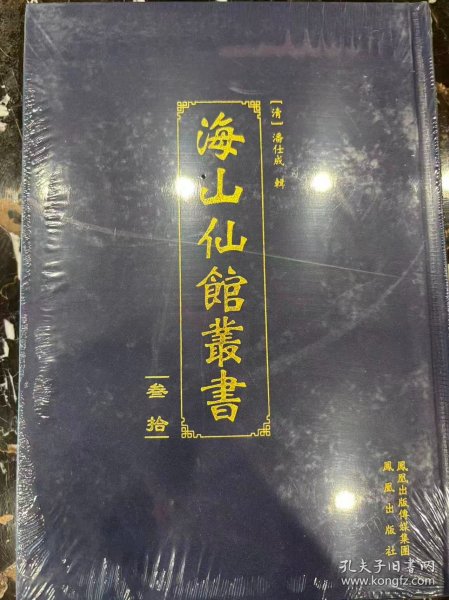 [清] 潘仕成 輯
海山仙館叢書
叁拾
鳳凰出版傳媒集團
鳳凰出版社
孔夫子旧书网
www.kongfz.com